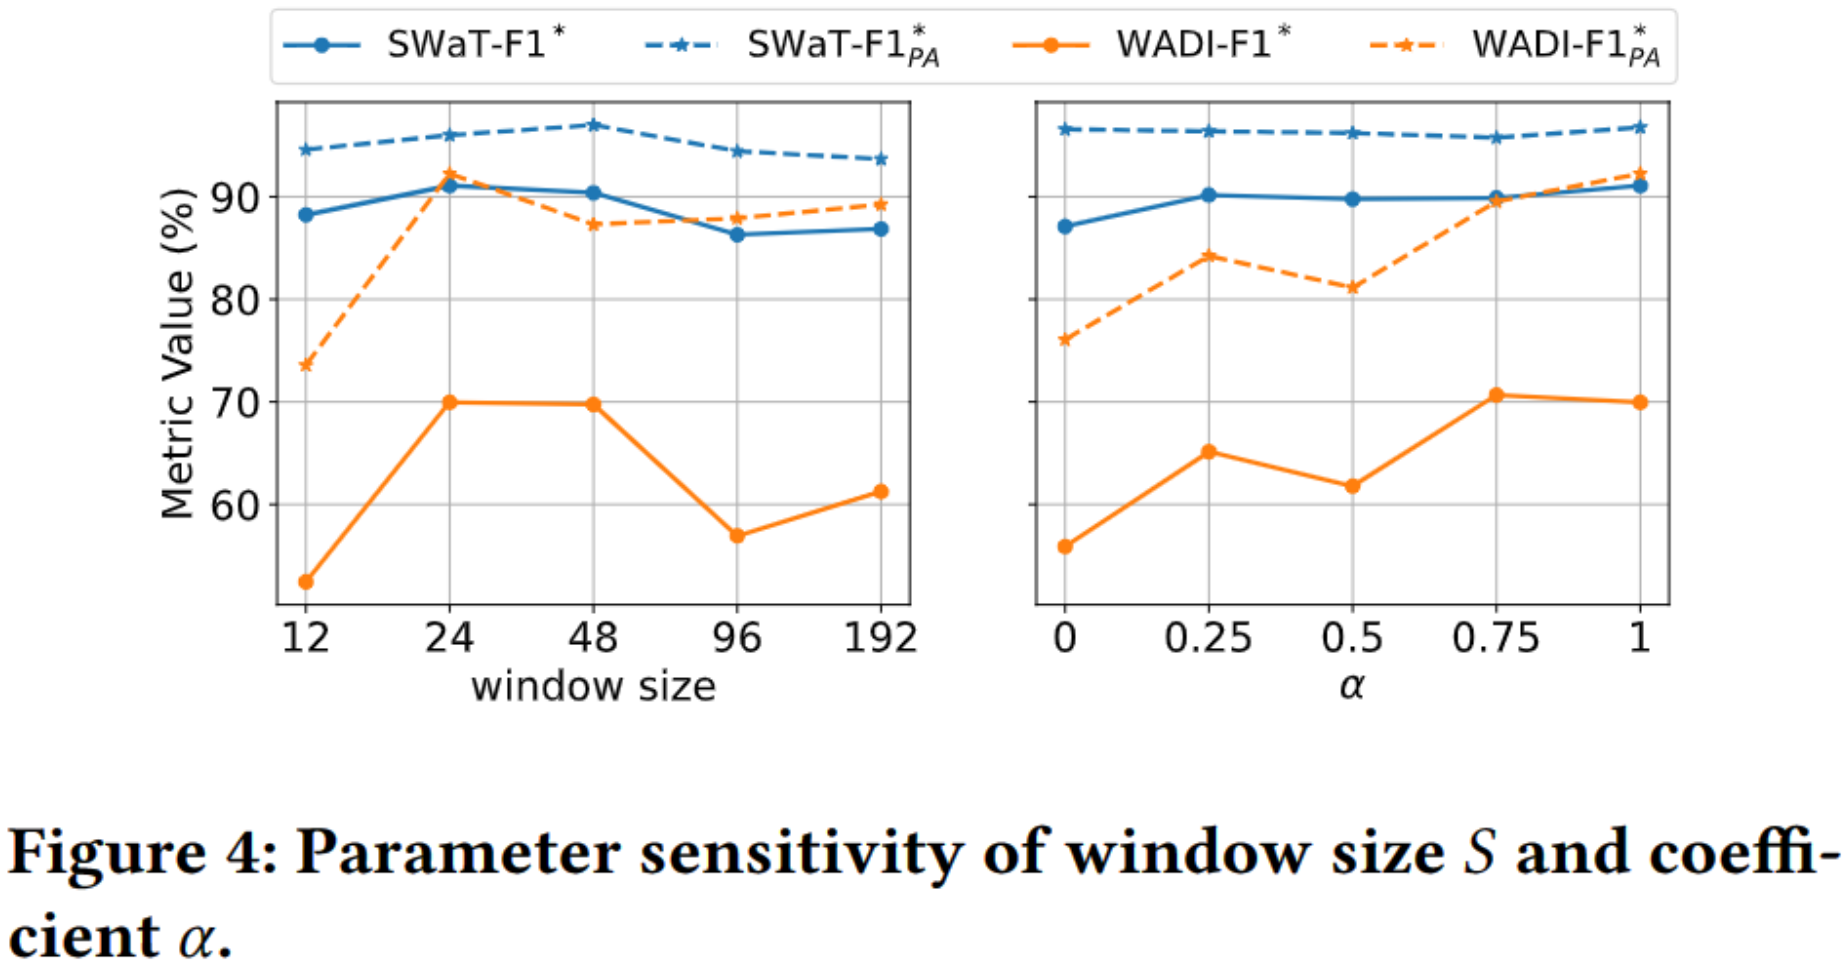 SWaT-F1* SWaT-F1*PA WADI-F1* WADI-F1*PA
Metric Value (%)
90
80
70
60
12 24 48 96 192
window size
0 0.25 0.5 0.75 1
α
Figure 4: Parameter sensitivity of window size S and coeffi-
cient α.